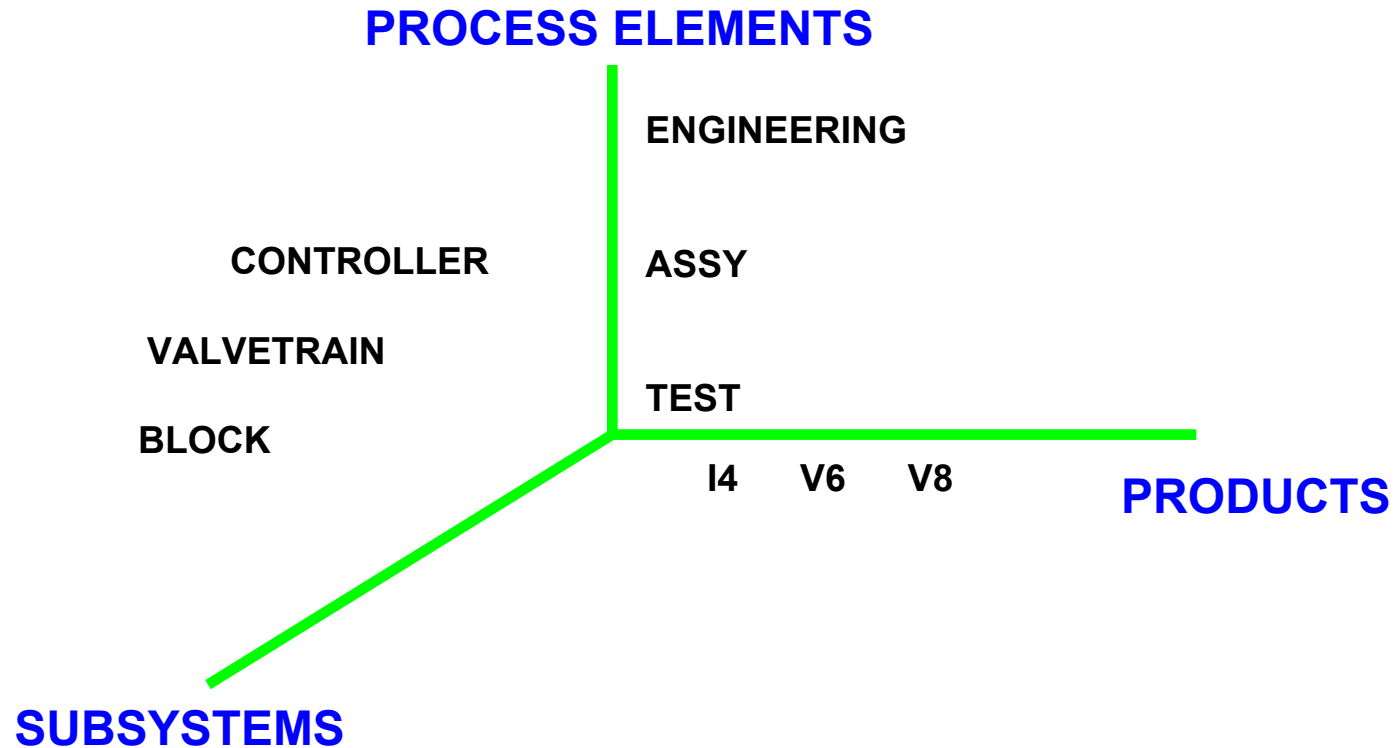 PROCESS ELEMENTS
ENGINEERING
CONTROLLER
ASSY
VALVETRAIN
TEST
BLOCK
I4 V6 V8
PRODUCTS
SUBSYSTEMS